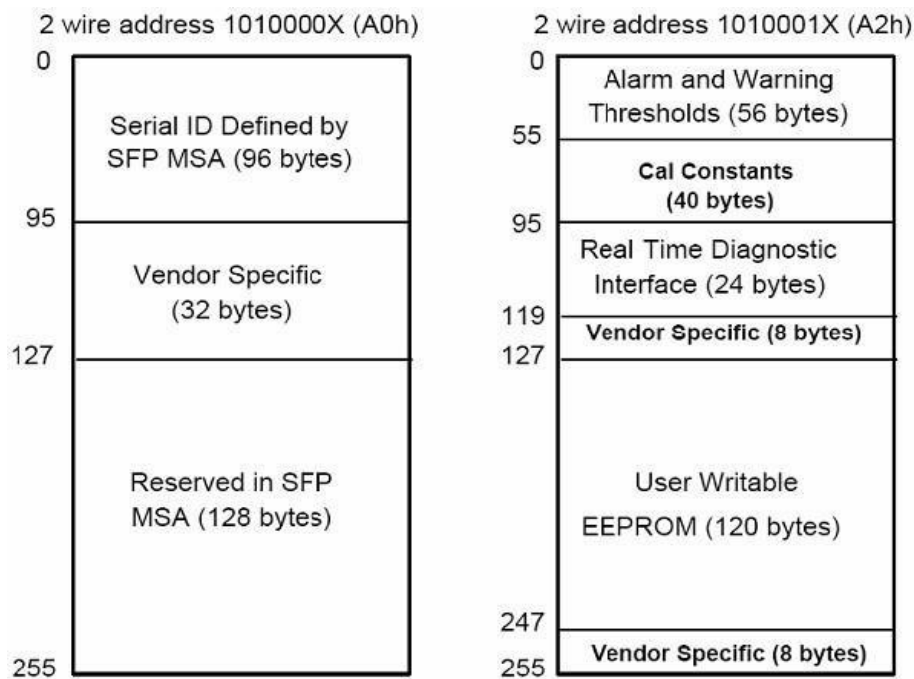 2 wire address 1010000X (A0h)
0
Serial ID Defined by
SFP MSA (96 bytes)
95
Vendor Specific
(32 bytes)
127
Reserved in SFP
MSA (128 bytes)
255
2 wire address 1010001X (A2h)
0
Alarm and Warning
Thresholds (56 bytes)
55
Cal Constants
(40 bytes)
95
Real Time Diagnostic
Interface (24 bytes)
119
Vendor Specific (8 bytes)
127
User Writable
EEPROM (120 bytes)
247
Vendor Specific (8 bytes)
255